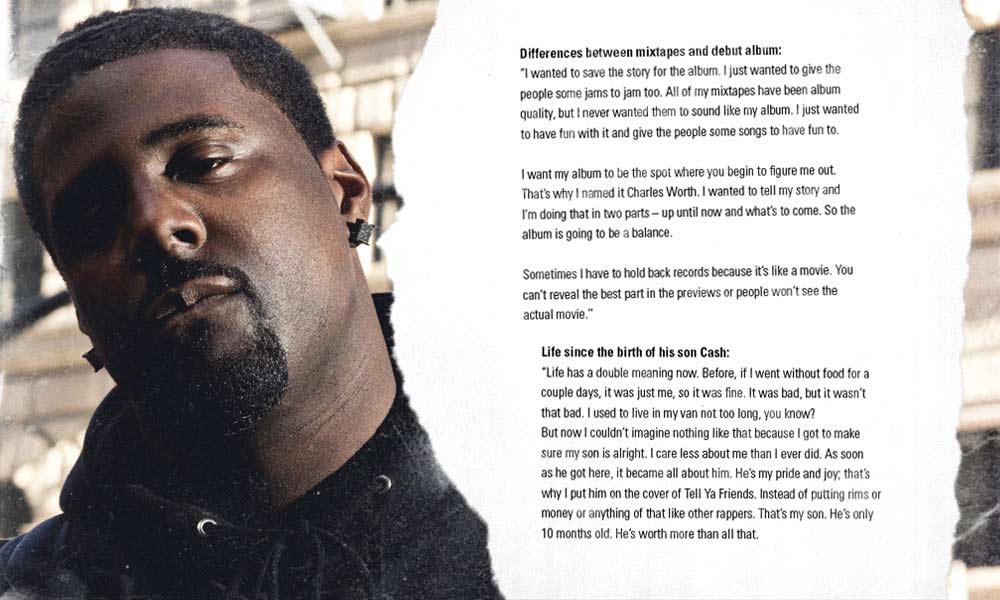 Differences between mixtapes and debut album:
“I wanted to save the story for the album. I just wanted to give the
people some jams to jam too. All of my mixtapes have been album
quality, but I never wanted them to sound like my album. I just wanted
to have fun with it and give the people some songs to have fun to.
I want my album to be the spot where you begin to figure me out.
That’s why I named it Charles Worth. I wanted to tell my story and
I’m doing that in two parts – up until now and what’s to come. So the
album is going to be a balance.
Sometimes I have to hold back records because it’s like a movie. You
can’t reveal the best part in the previews or people won’t see the
actual movie.”
Life since the birth of his son Cash:
“Life has a double meaning now. Before, if I went without food for a
couple days, it was just me, so it was fine. It was bad, but it wasn’t
that bad. I used to live in my van not too long, you know?
But now I couldn’t imagine nothing like that because I got to make
sure my son is alright. I care less about me than I ever did. As soon
as he got here, it became all about him. He’s my pride and joy; that’s
why I put him on the cover of Tell Ya Friends. Instead of putting rims or
money or anything of that like other rappers. That’s my son. He’s only
10 months old. He’s worth more than all that.